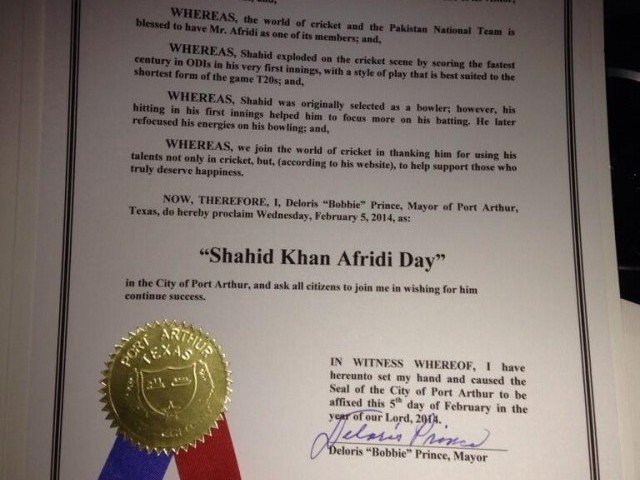 WHEREAS, the world of cricket and the Pakistan National Team is
blessed to have Mr. Afridi as one of its members; and,
WHEREAS, Shahid exploded on the cricket scene by scoring the fastest
century in ODIs in his very first innings, with a style of play that is best suited to the
shortest form of the game T20s; and,
WHEREAS, Shahid was originally selected as a bowler; however, his
hitting in his first innings helped him to focus more on his batting. He later
refocused his energies on his bowling; and,
WHEREAS, we join the world of cricket in thanking him for using his
talents not only in cricket, but, (according to his website), to help support those who
truly deserve happiness.
NOW, THEREFORE, I, Deloris "Bobbie" Prince, Mayor of Port Arthur,
Texas, do hereby proclaim Wednesday, February 5, 2014, as:
"Shahid Khan Afridi Day"
in the City of Port Arthur, and ask all citizens to join me in wishing for him
continue success.
PORT ARTHUR
TEXAS
IN WITNESS WHEREOF, I have
hereunto set my hand and caused the
Seal of the City of Port Arthur to be
affixed this 5th day of February in the
year of our Lord, 2014.
Deloris Prince
Deloris "Bobbie" Prince, Mayor